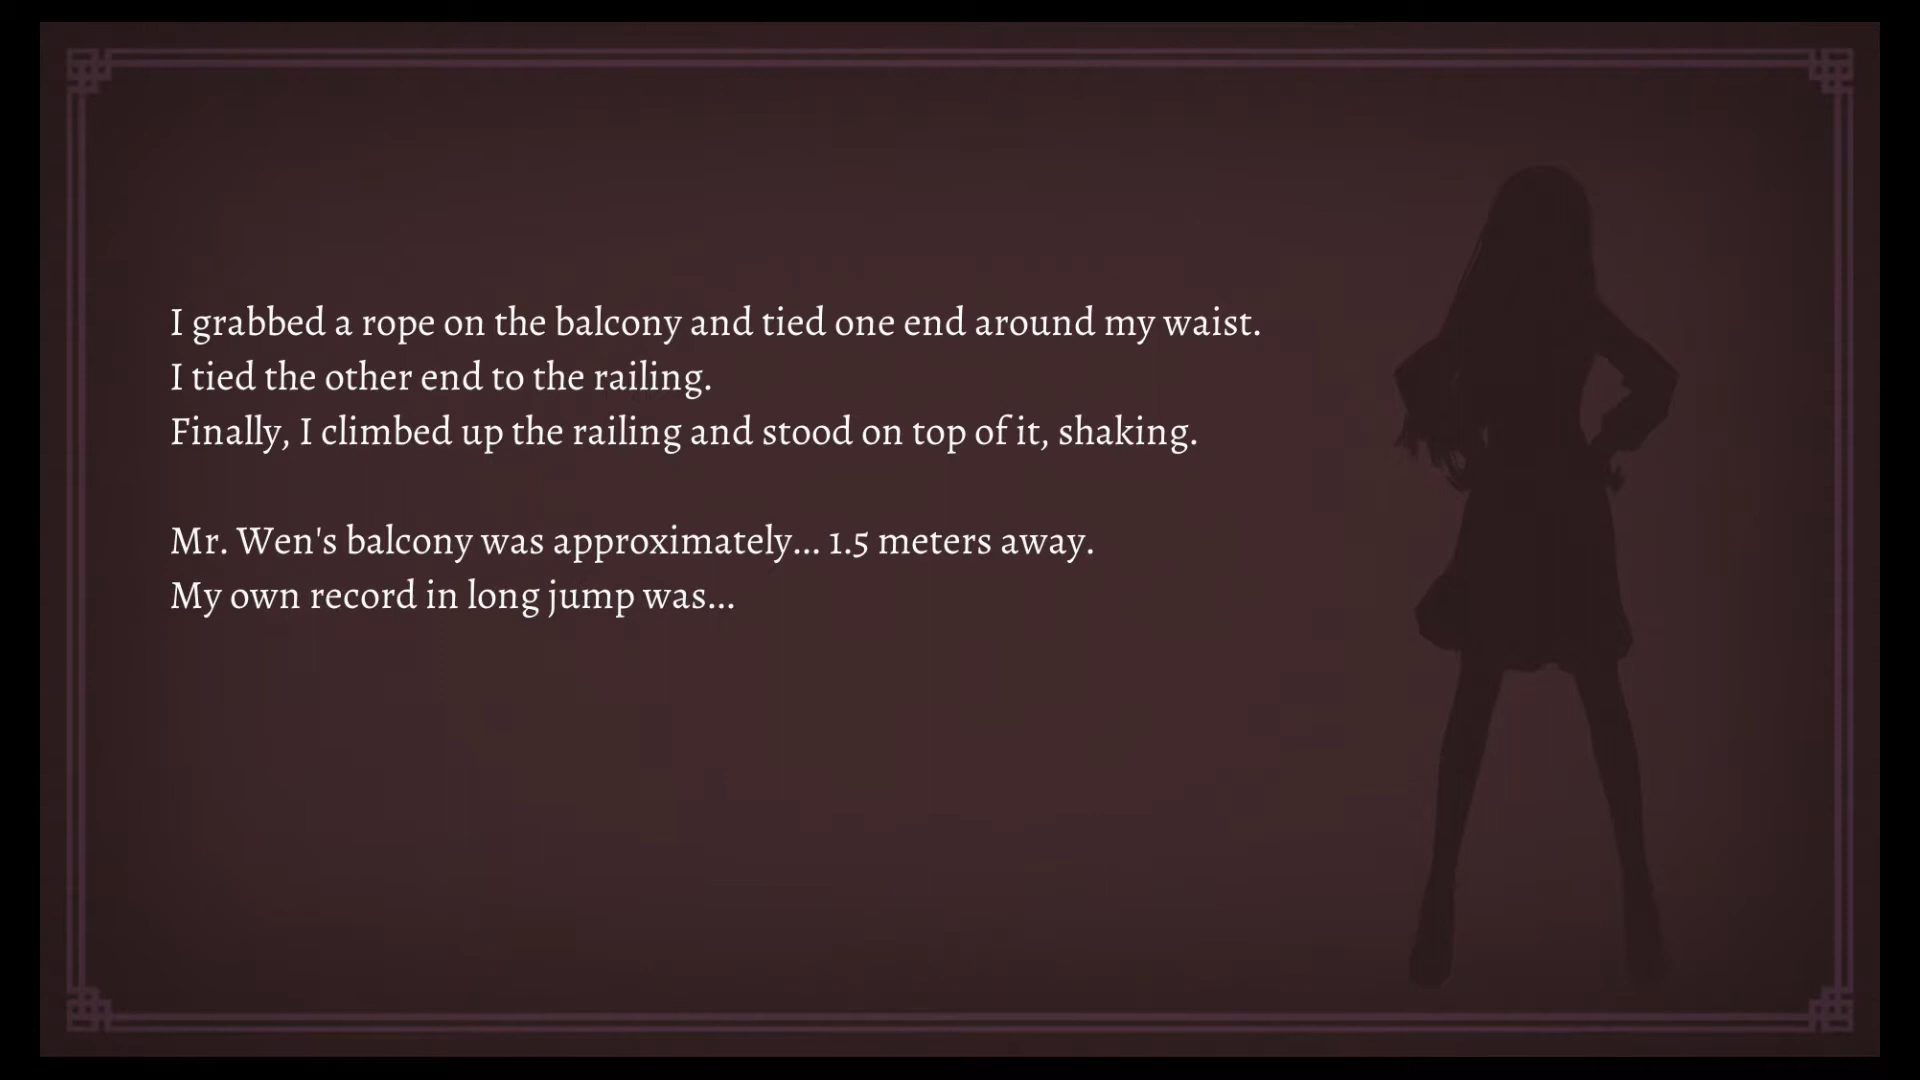 I grabbed a rope on the balcony and tied one end around my waist.
I tied the other end to the railing.
Finally, I climbed up the railing and stood on top of it, shaking.
Mr. Wen's balcony was approximately... 1.5 meters away.
My own record in long jump was...